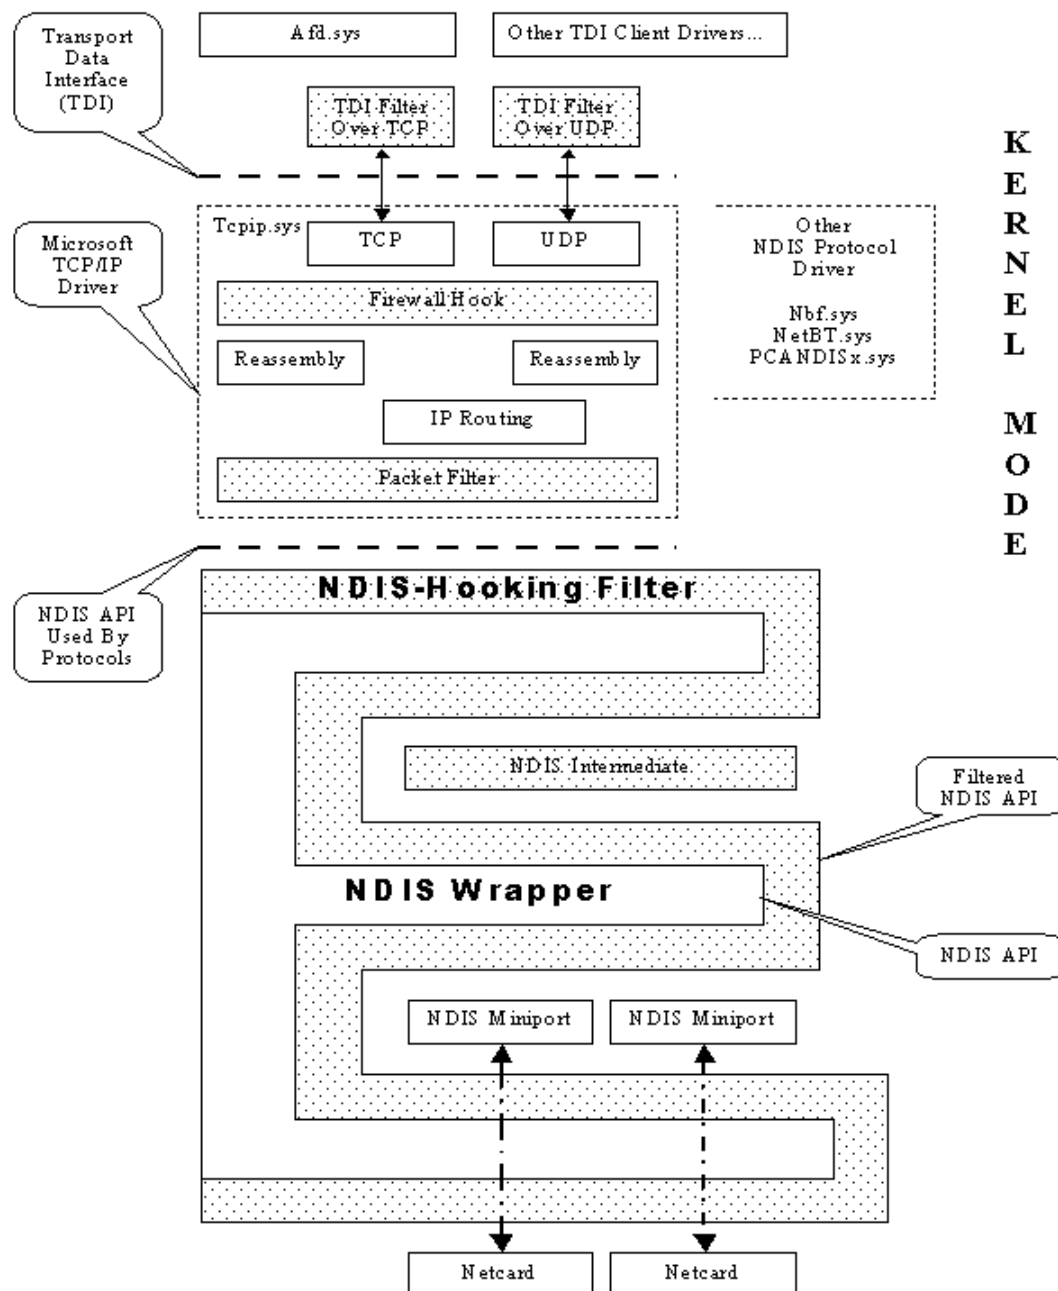 Transport
Data
Interface
(TDI)
Afd.sys
Other TDI Client Drivers...
TDI Filter
Over TCP
TDI Filter
Over UDP
Tcpip.sys
TCP
UDP
Microsoft
TCP/IP
Driver
Firewall Hook
Reassembly
Reassembly
IP Routing
Packet Filter
Other
NDIS Protocol
Driver
Nbf.sys
NetBT.sys
PCANDISx.sys
K
E
R
N
E
L
M
O
D
E
NDIS API
Used By
Protocols
NDIS-Hooking Filter
NDIS Intermediate
Filtered
NDIS API
NDIS Wrapper
NDIS API
NDIS Miniport
NDIS Miniport
Netcard
Netcard